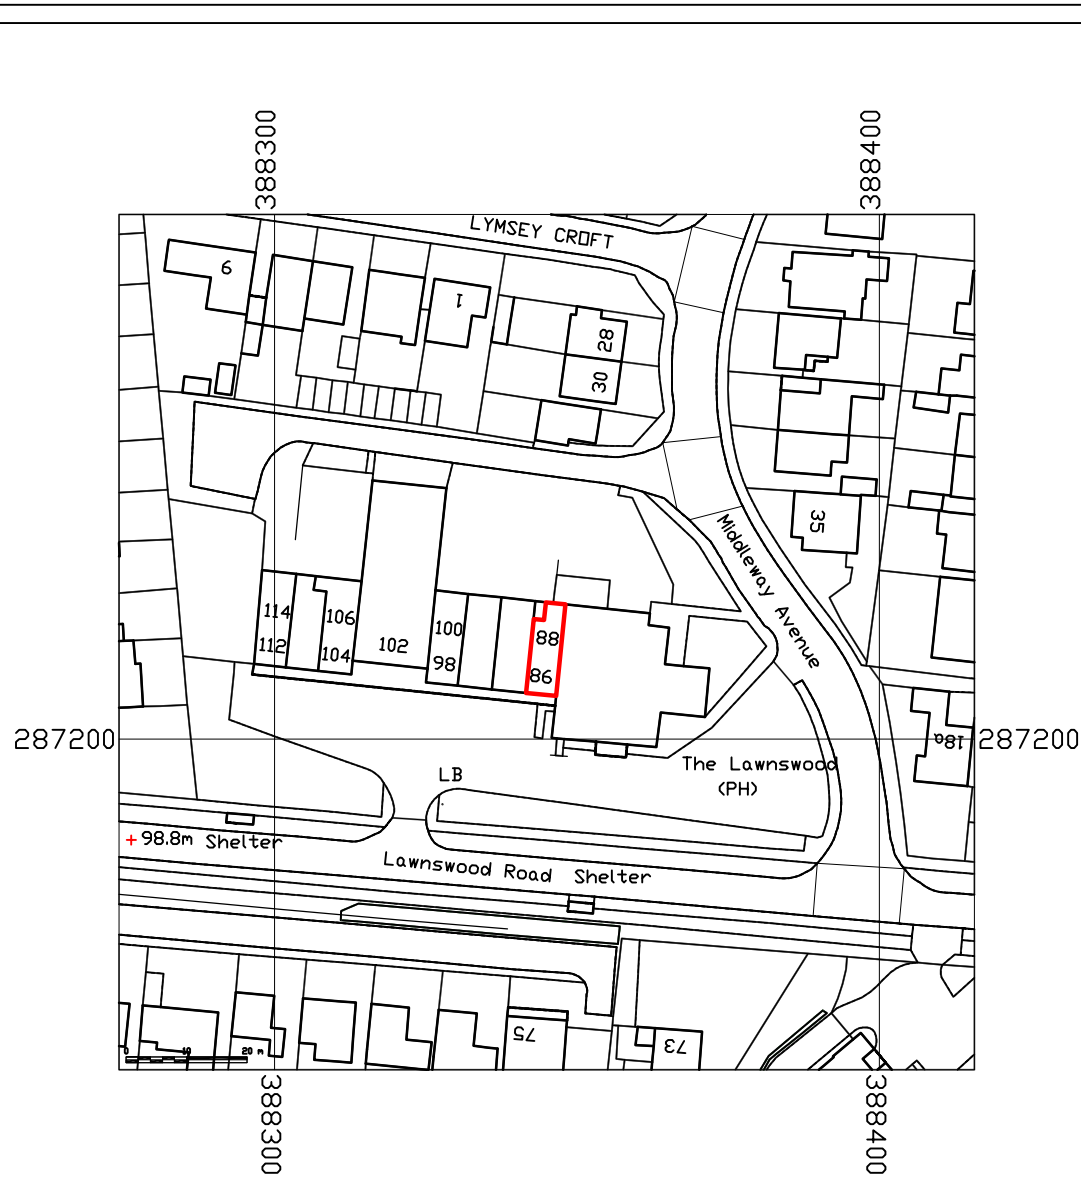 388300
388400
LYMSEY CROFT
9
1
28
30
35
Middleway Avenue
114
106
100
88
112
104
102
98
86
287200
18a
287200
The Lawnswood
(PH)
LB
+ 98.8m Shelter
Lawnswood Road Shelter
75
73
0 10 20 m
388300
388400